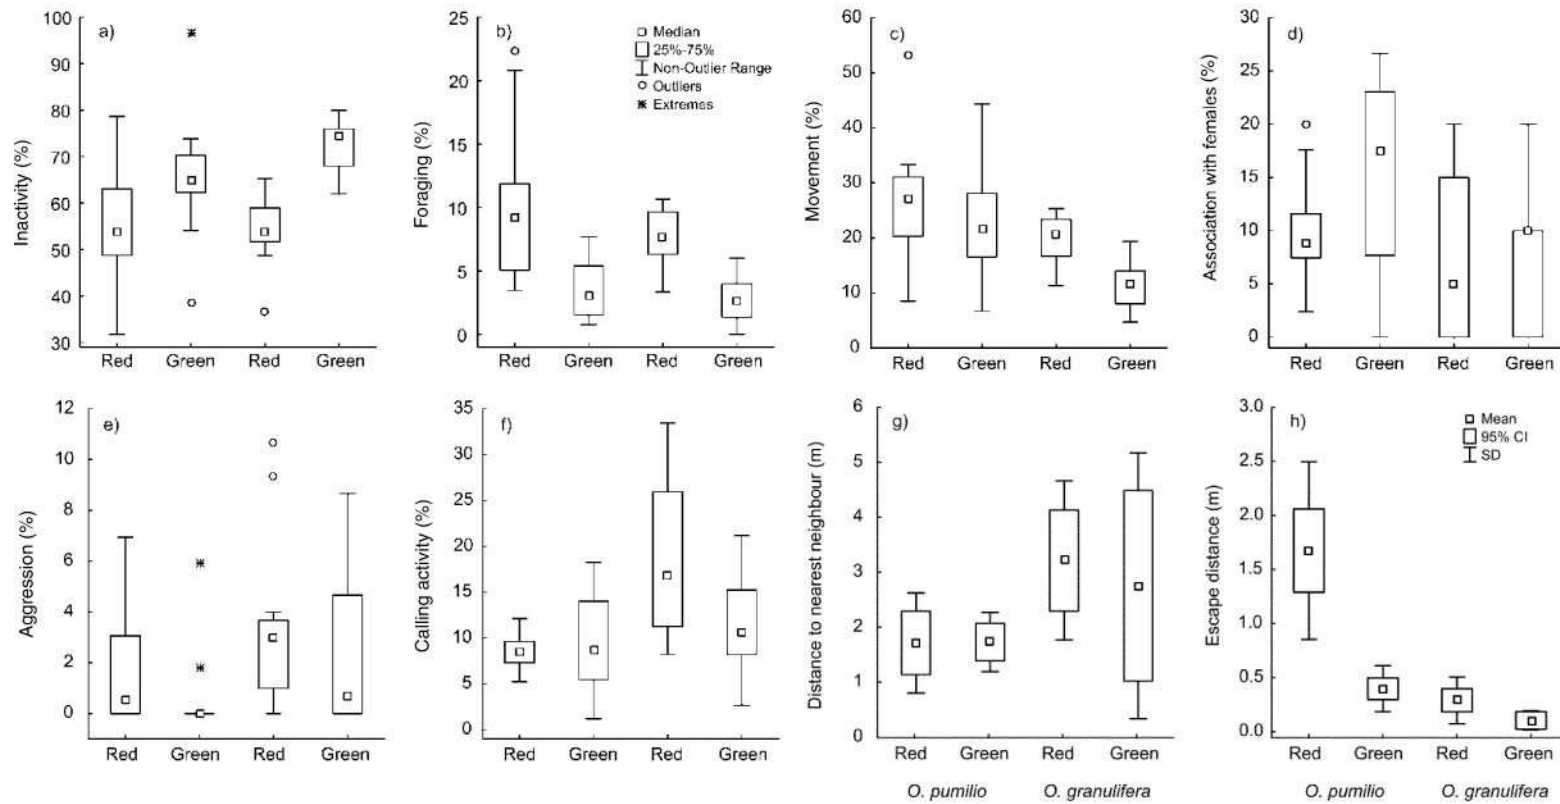 a)
Inactivity (%)
100
90
80
70
60
50
40
30
Red Green Red Green
b)
Foraging (%)
25
20
15
10
5
0
Median
25%-75%
Non-Outlier Range
Outliers
Extremes
Red Green Red Green
c)
Movement (%)
60
50
40
30
20
10
0
Red Green Red Green
d)
Association with females (%)
30
25
20
15
10
5
0
Red Green Red Green
e)
Aggression (%)
12
10
8
6
4
2
0
Red Green Red Green
f)
Calling activity (%)
35
30
25
20
15
10
5
0
Red Green Red Green
g)
Distance to nearest neighbour (m)
6
5
4
3
2
1
0
Red Green Red Green
O. pumilio O. granulifera
h)
Escape distance (m)
3.0
2.5
2.0
1.5
1.0
0.5
0.0
Mean
95% CI
SD
Red Green Red Green
O. pumilio O. granulifera